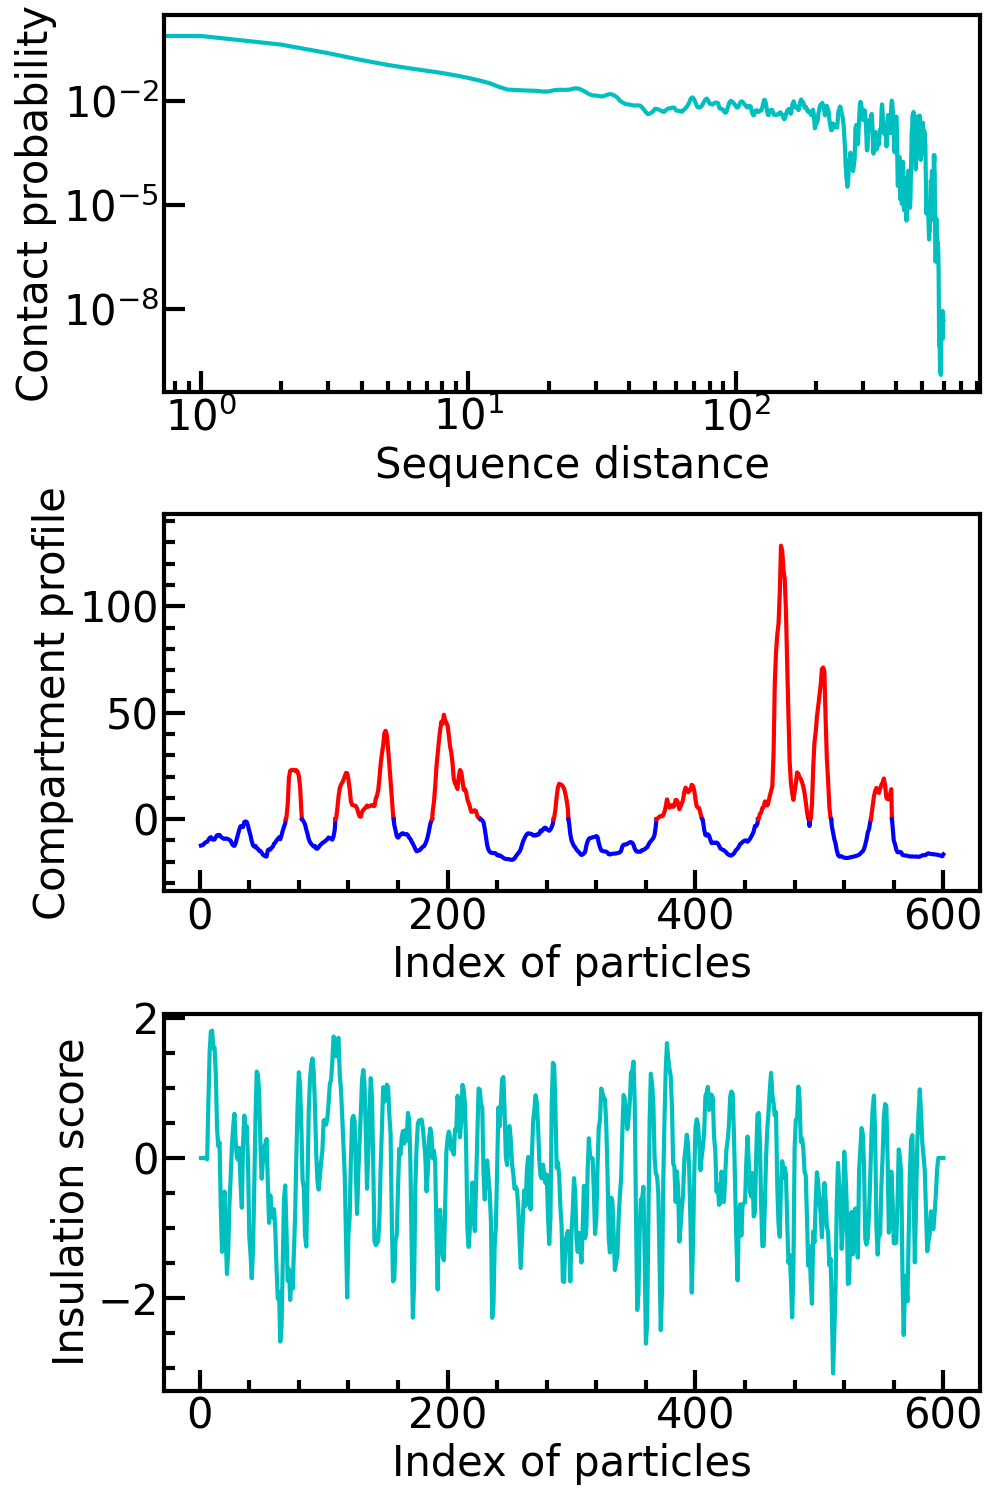 Contact probability
10⁻²
10⁻⁵
10⁻⁸
10⁰ 10¹ 10²
Sequence distance
Compartment profile
100
50
0
0 200 400 600
Index of particles
Insulation score
2
0
−2
0 200 400 600
Index of particles